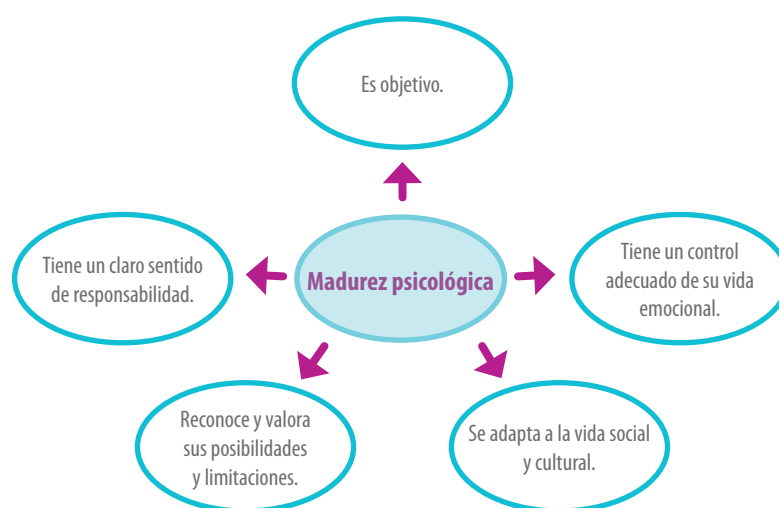 Es objetivo.
Tiene un claro sentido
de responsabilidad.
Madurez psicológica
Tiene un control
adecuado de su vida
emocional.
Reconoce y valora
sus posibilidades
y limitaciones.
Se adapta a la vida social
y cultural.